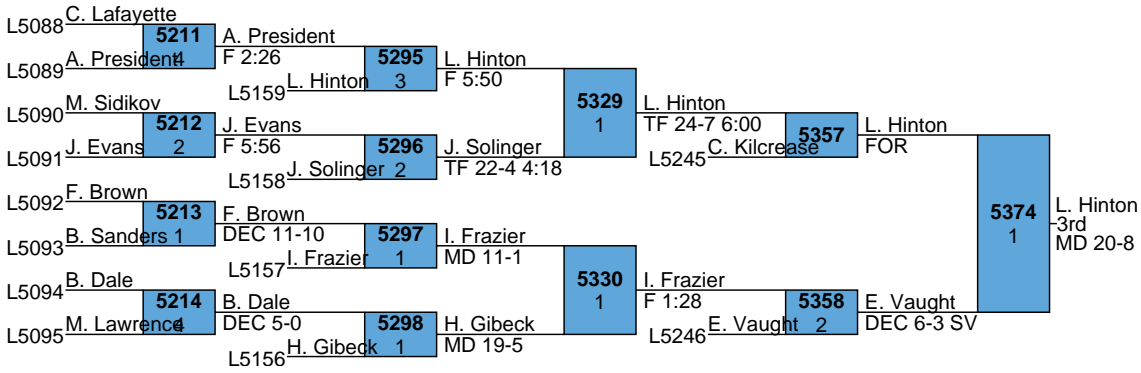 L5088 C. Lafayette
5211
4
L5089 A. President
A. President
F 2:26
5295
3
L5159 L. Hinton
L. Hinton
F 5:50
L5090 M. Sidikov
5212
2
L5091 J. Evans
J. Evans
F 5:56
5296
2
L5158 J. Solinger
J. Solinger
TF 22-4 4:18
5329
1
L. Hinton
TF 24-7 6:00
L5245 C. Kilcrease
5357
L. Hinton
FOR
L5092 F. Brown
5213
1
L5093 B. Sanders
F. Brown
DEC 11-10
5297
1
L5157 I. Frazier
I. Frazier
MD 11-1
L5094 B. Dale
5214
4
L5095 M. Lawrence
B. Dale
DEC 5-0
5298
1
L5156 H. Gibeck
H. Gibeck
MD 19-5
5330
1
I. Frazier
F 1:28
L5246 E. Vaught
5358
2
E. Vaught
DEC 6-3 SV
5374
1
L. Hinton
3rd
MD 20-8